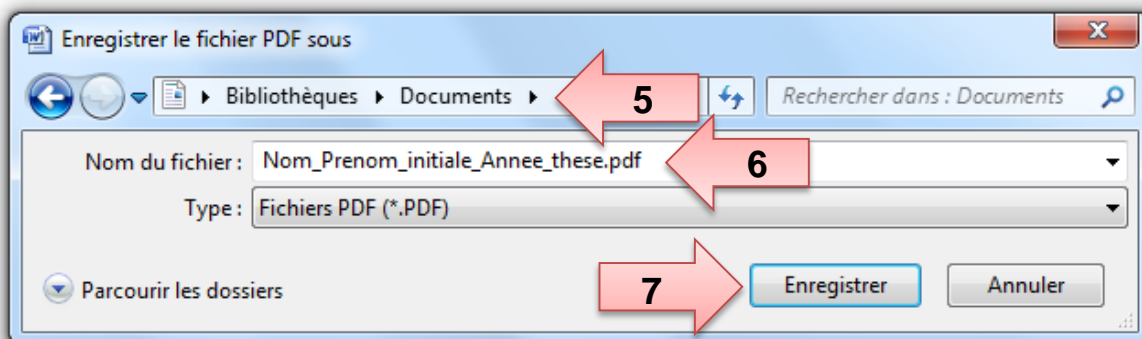 Enregistrer le fichier PDF sous
x
Bibliothèques Documents 5 Rechercher dans : Documents
Nom du fichier : Nom_Prenom_initiale_Annee_these.pdf 6
Type : Fichiers PDF (*.PDF)
Parcourir les dossiers 7 Enregistrer Annuler